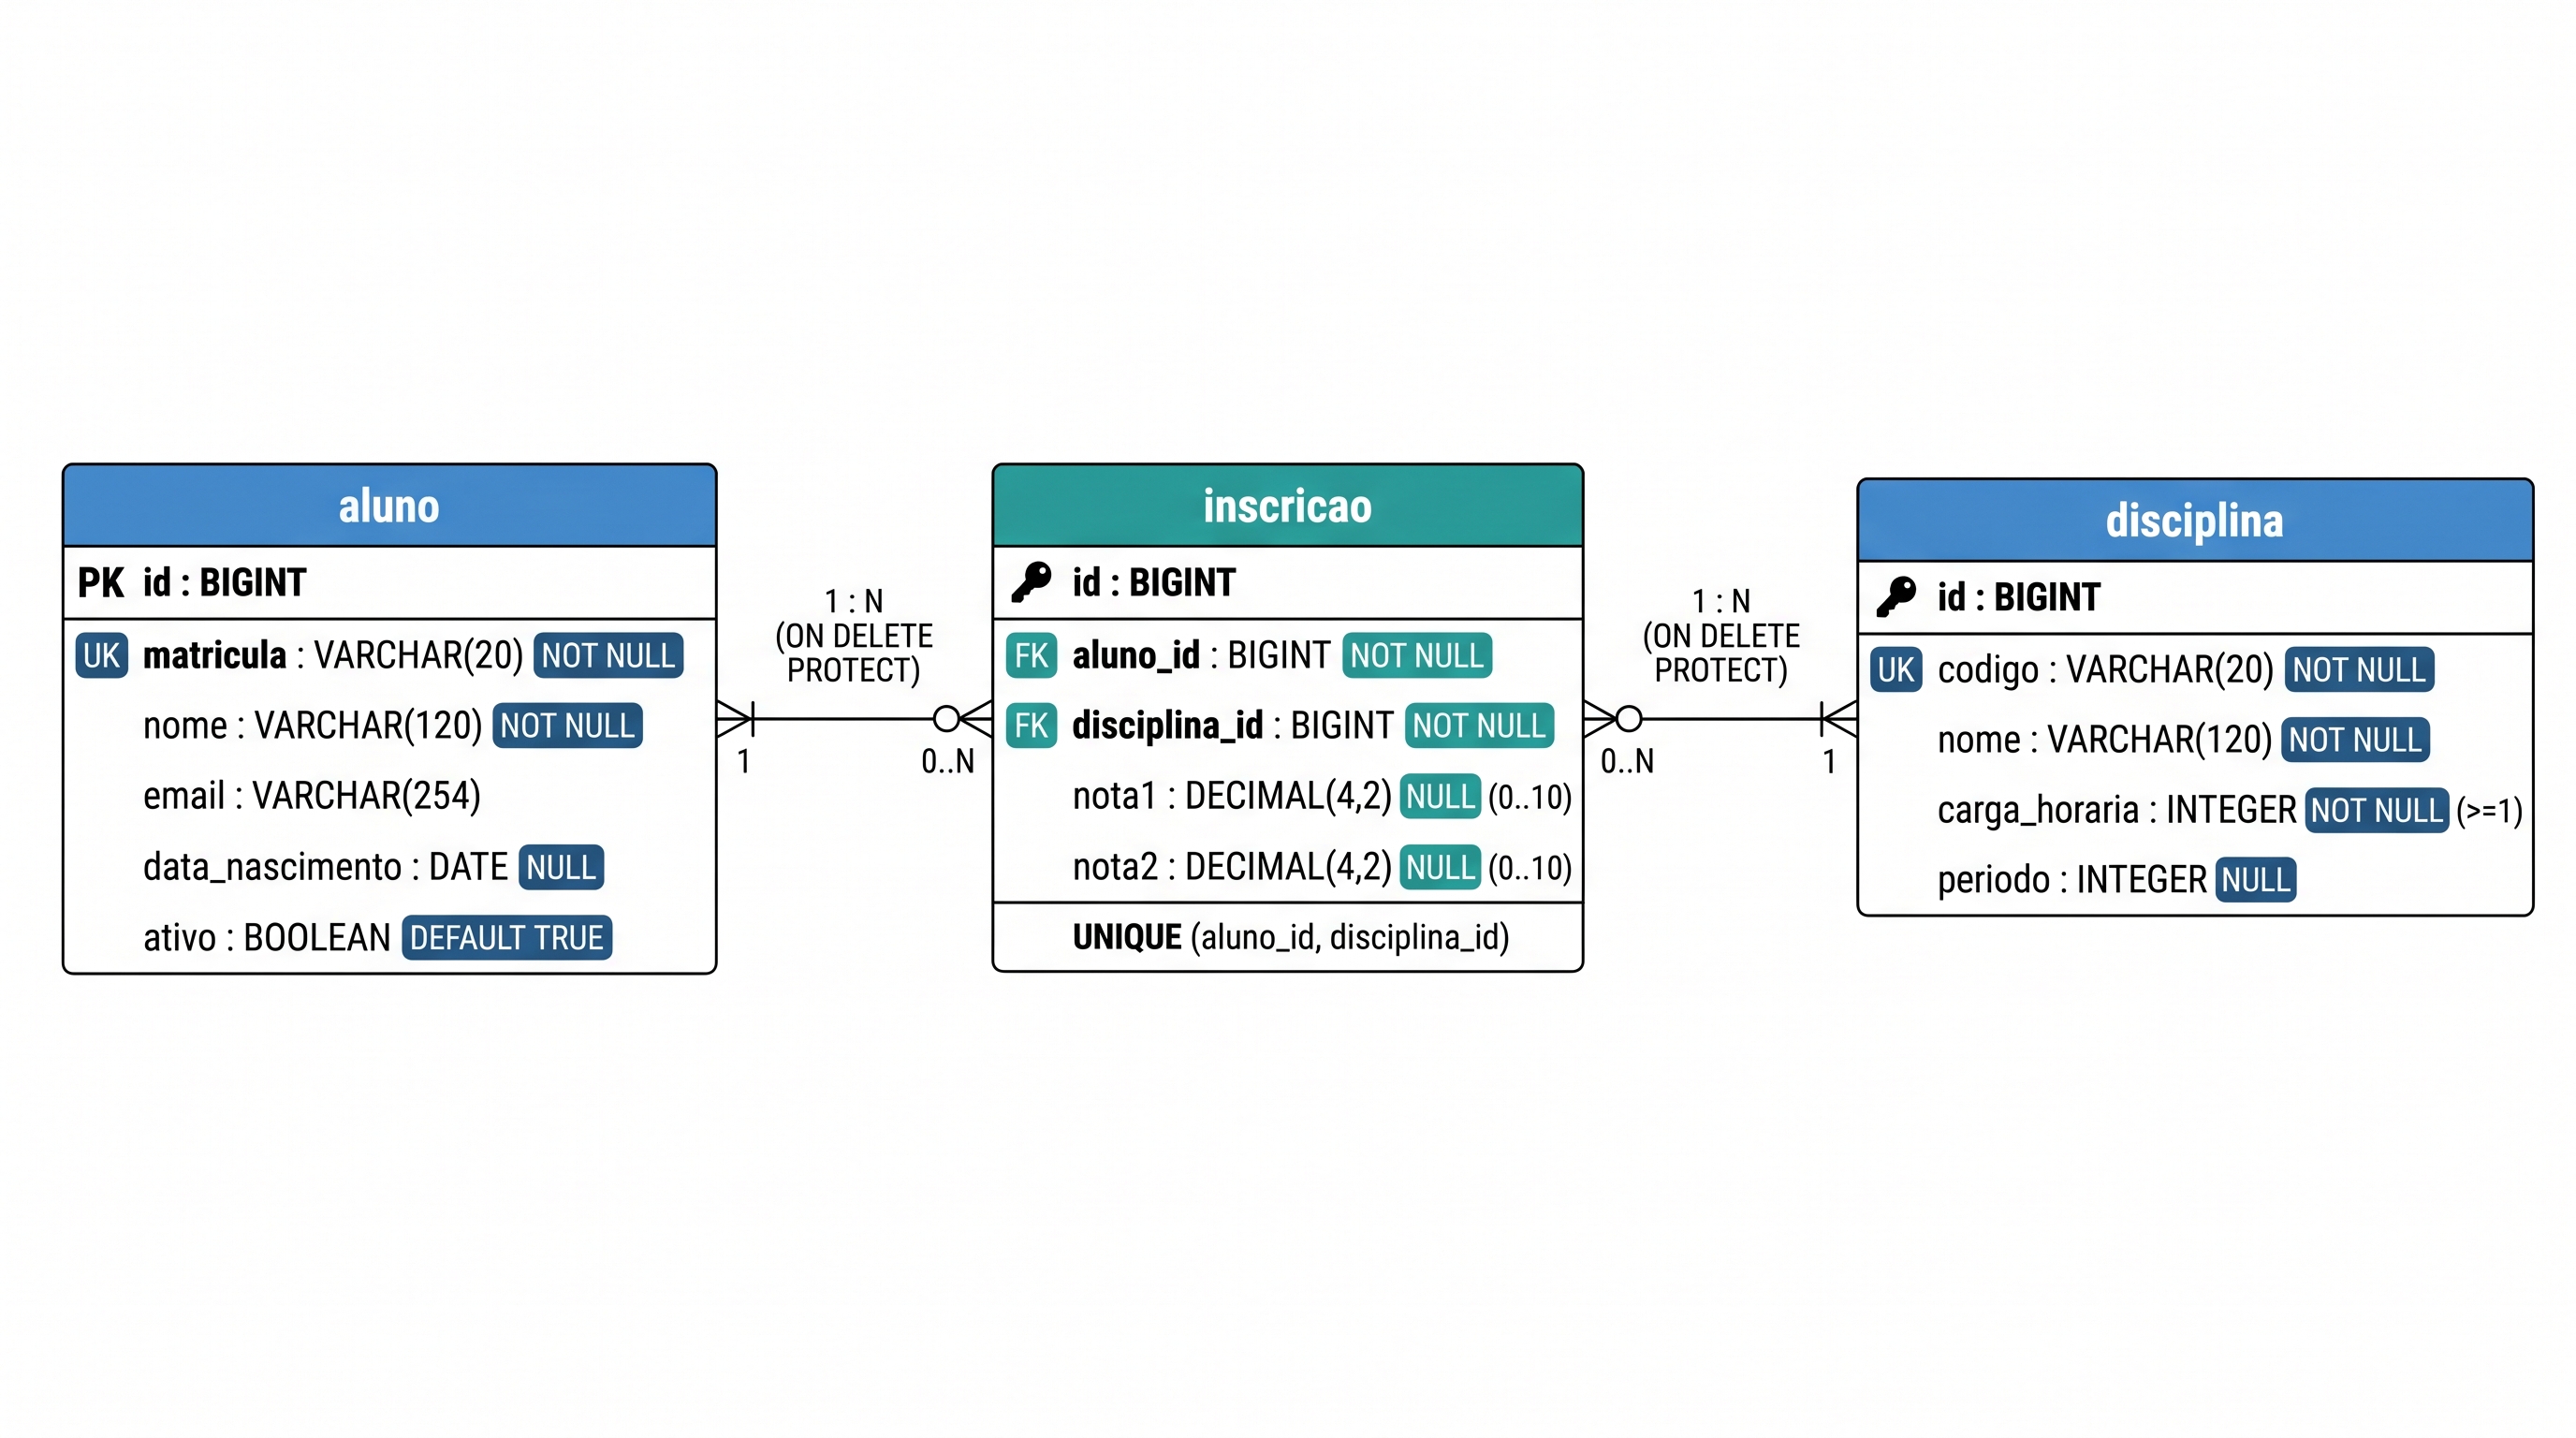 aluno
PK id : BIGINT
UK matricula : VARCHAR(20) NOT NULL
nome : VARCHAR(120) NOT NULL
email : VARCHAR(254)
data_nascimento : DATE NULL
ativo : BOOLEAN DEFAULT TRUE
1 : N
(ON DELETE
PROTECT)
1
0..N
inscricao
id : BIGINT
FK aluno_id : BIGINT NOT NULL
FK disciplina_id : BIGINT NOT NULL
nota1 : DECIMAL(4,2) NULL (0..10)
nota2 : DECIMAL(4,2) NULL (0..10)
UNIQUE (aluno_id, disciplina_id)
1 : N
(ON DELETE
PROTECT)
0..N
1
disciplina
id : BIGINT
UK codigo : VARCHAR(20) NOT NULL
nome : VARCHAR(120) NOT NULL
carga_horaria : INTEGER NOT NULL (>=1)
periodo : INTEGER NULL